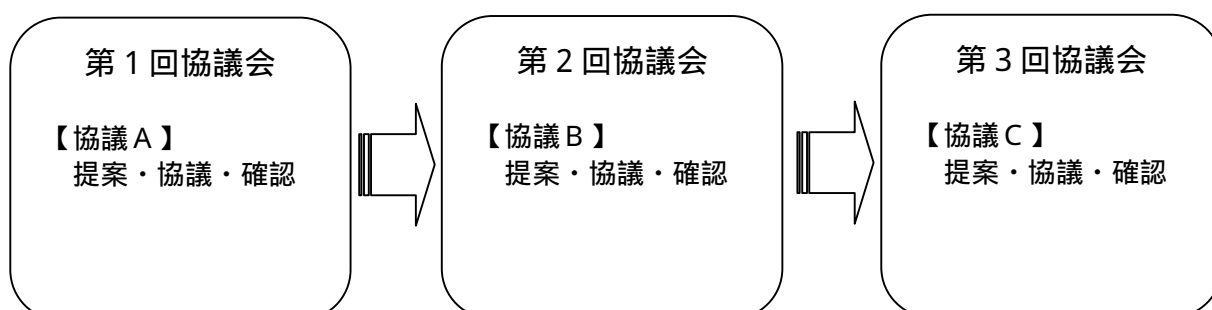 第1回協議会
【協議A】
提案・協議・確認
第2回協議会
【協議B】
提案・協議・確認
第3回協議会
【協議C】
提案・協議・確認